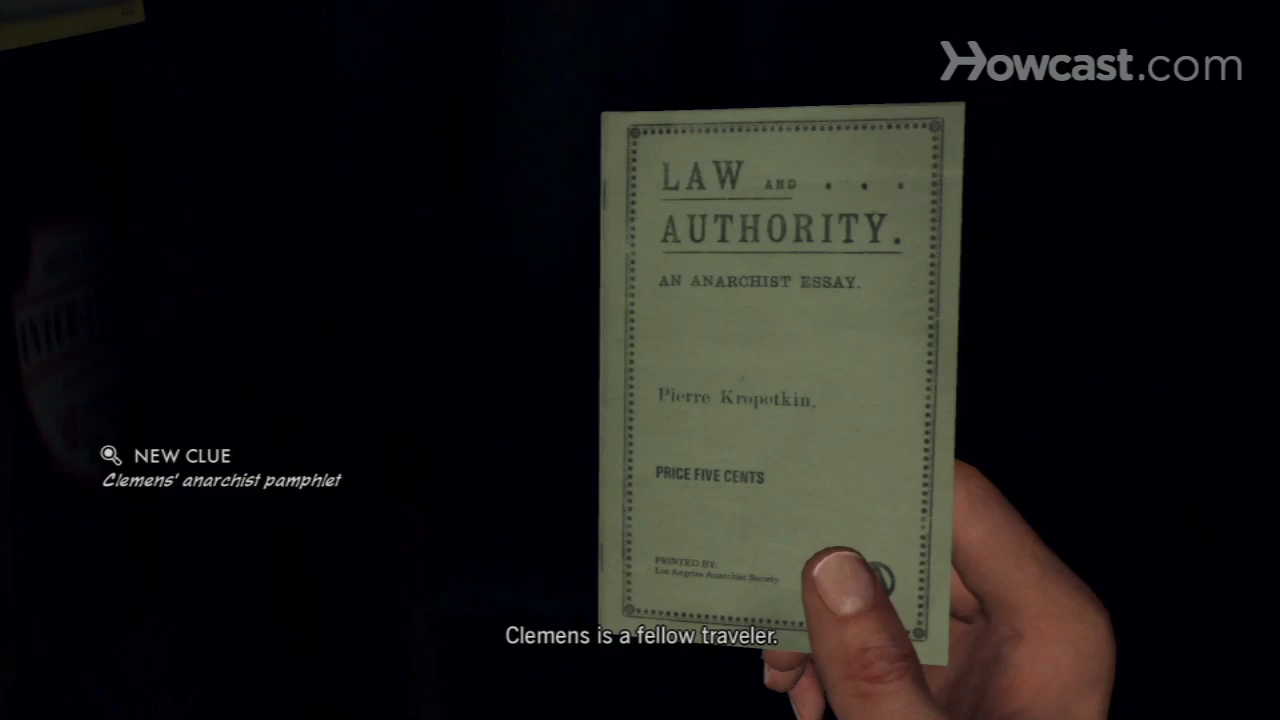 Howcast.com
LAW AND . . .
AUTHORITY.
AN ANARCHIST ESSAY.
Pierre Kropotkin.
PRICE FIVE CENTS
PRINTED BY:
Los Angeles Anarchist Society
NEW CLUE
Clemens' anarchist pamphlet
Clemens is a fellow traveler.